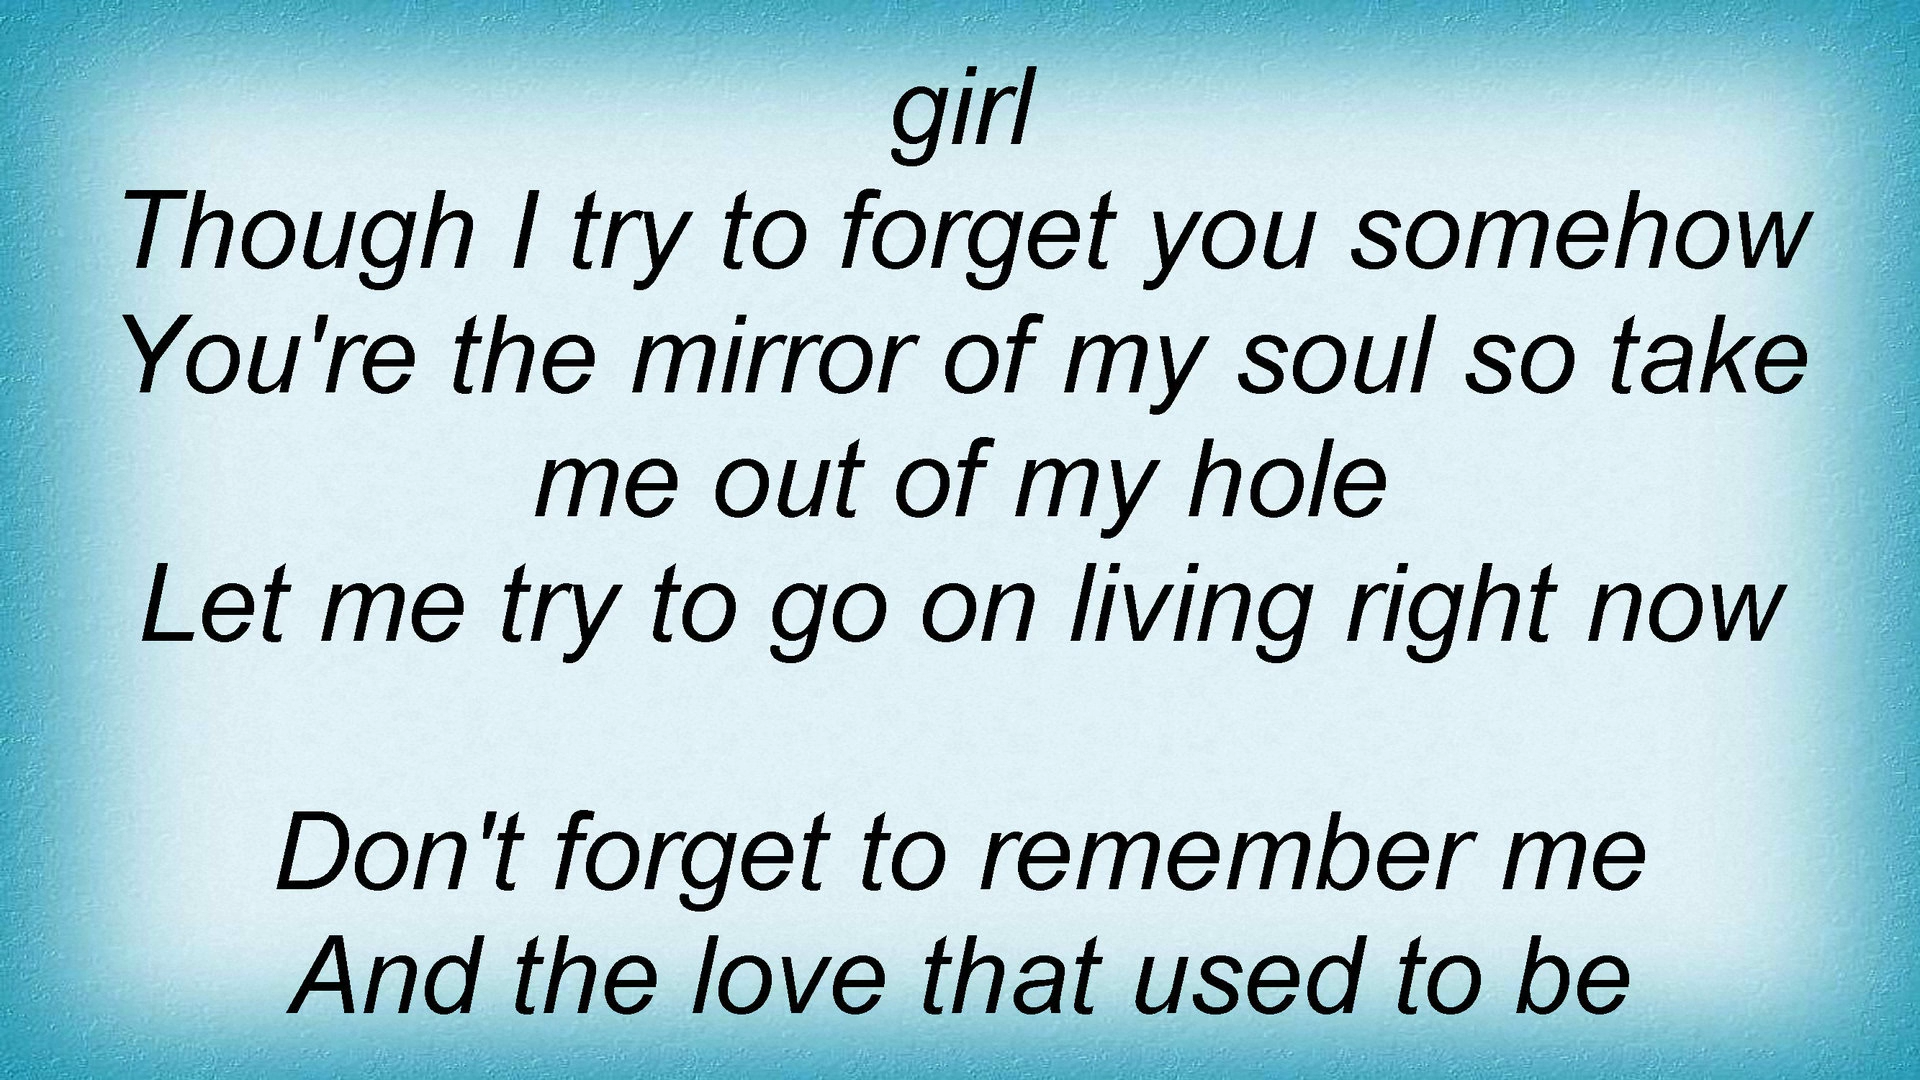 girl
Though I try to forget you somehow
You're the mirror of my soul so take
me out of my hole
Let me try to go on living right now
Don't forget to remember me
And the love that used to be